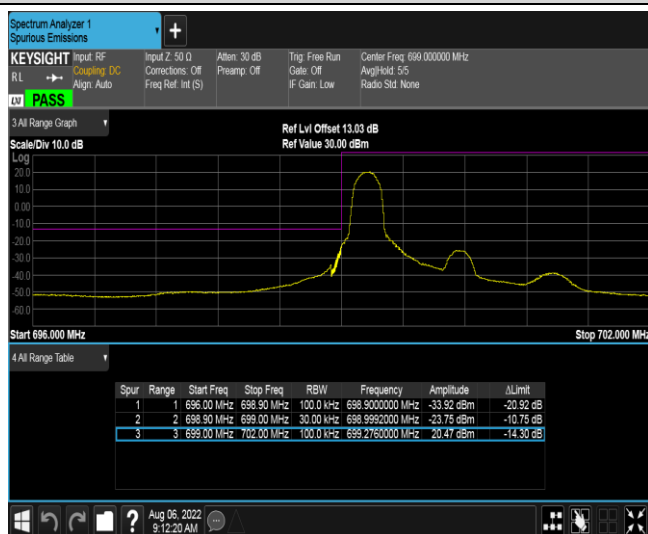 Spectrum Analyzer 1
Spurious Emissions
+
KEYSIGHT Input: RF Input Z: 50 Ω Atten: 30 dB Trig: Free Run Center Freq: 699.000000 MHz
RL Coupling: DC Corrections: Off Preamp: Off Gate: Off Avg|Hold: 5/5
Align: Auto Freq Ref: Int (S) IF Gain: Low Radio Std: None
LXI PASS
3 All Range Graph
Ref Lvl Offset 13.03 dB
Scale/Div 10.0 dB Ref Value 30.00 dBm
Log
20.0
10.0
0.00
-10.0
-20.0
-30.0
-40.0
-50.0
-60.0
Start 696.000 MHz Stop 702.000 MHz
4 All Range Table
Spur Range Start Freq Stop Freq RBW Frequency Amplitude ΔLimit
1 1 696.00 MHz 698.90 MHz 100.0 kHz 698.9000000 MHz -33.92 dBm -20.92 dB
2 2 698.90 MHz 699.00 MHz 30.00 kHz 698.9992000 MHz -23.75 dBm -10.75 dB
3 3 699.00 MHz 702.00 MHz 100.0 kHz 699.2760000 MHz 20.47 dBm -14.30 dB
? Aug 06, 2022
9:12:20 AM